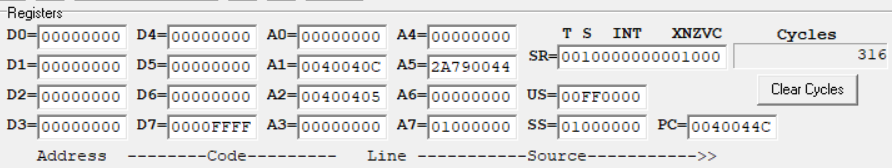 Registers
D0= 00000000 D4= 00000000 A0= 00000000 A4= 00000000 T S INT XNZVC Cycles
D1= 00000000 D5= 00000000 A1= 0040040C A5= 2A790044 SR= 0010000000001000 316
D2= 00000000 D6= 00000000 A2= 00400405 A6= 00000000 US= 00FF0000 Clear Cycles
D3= 00000000 D7= 0000FFFF A3= 00000000 A7= 01000000 SS= 01000000 PC= 0040044C
Address --------Code--------- Line -----------Source------------>>